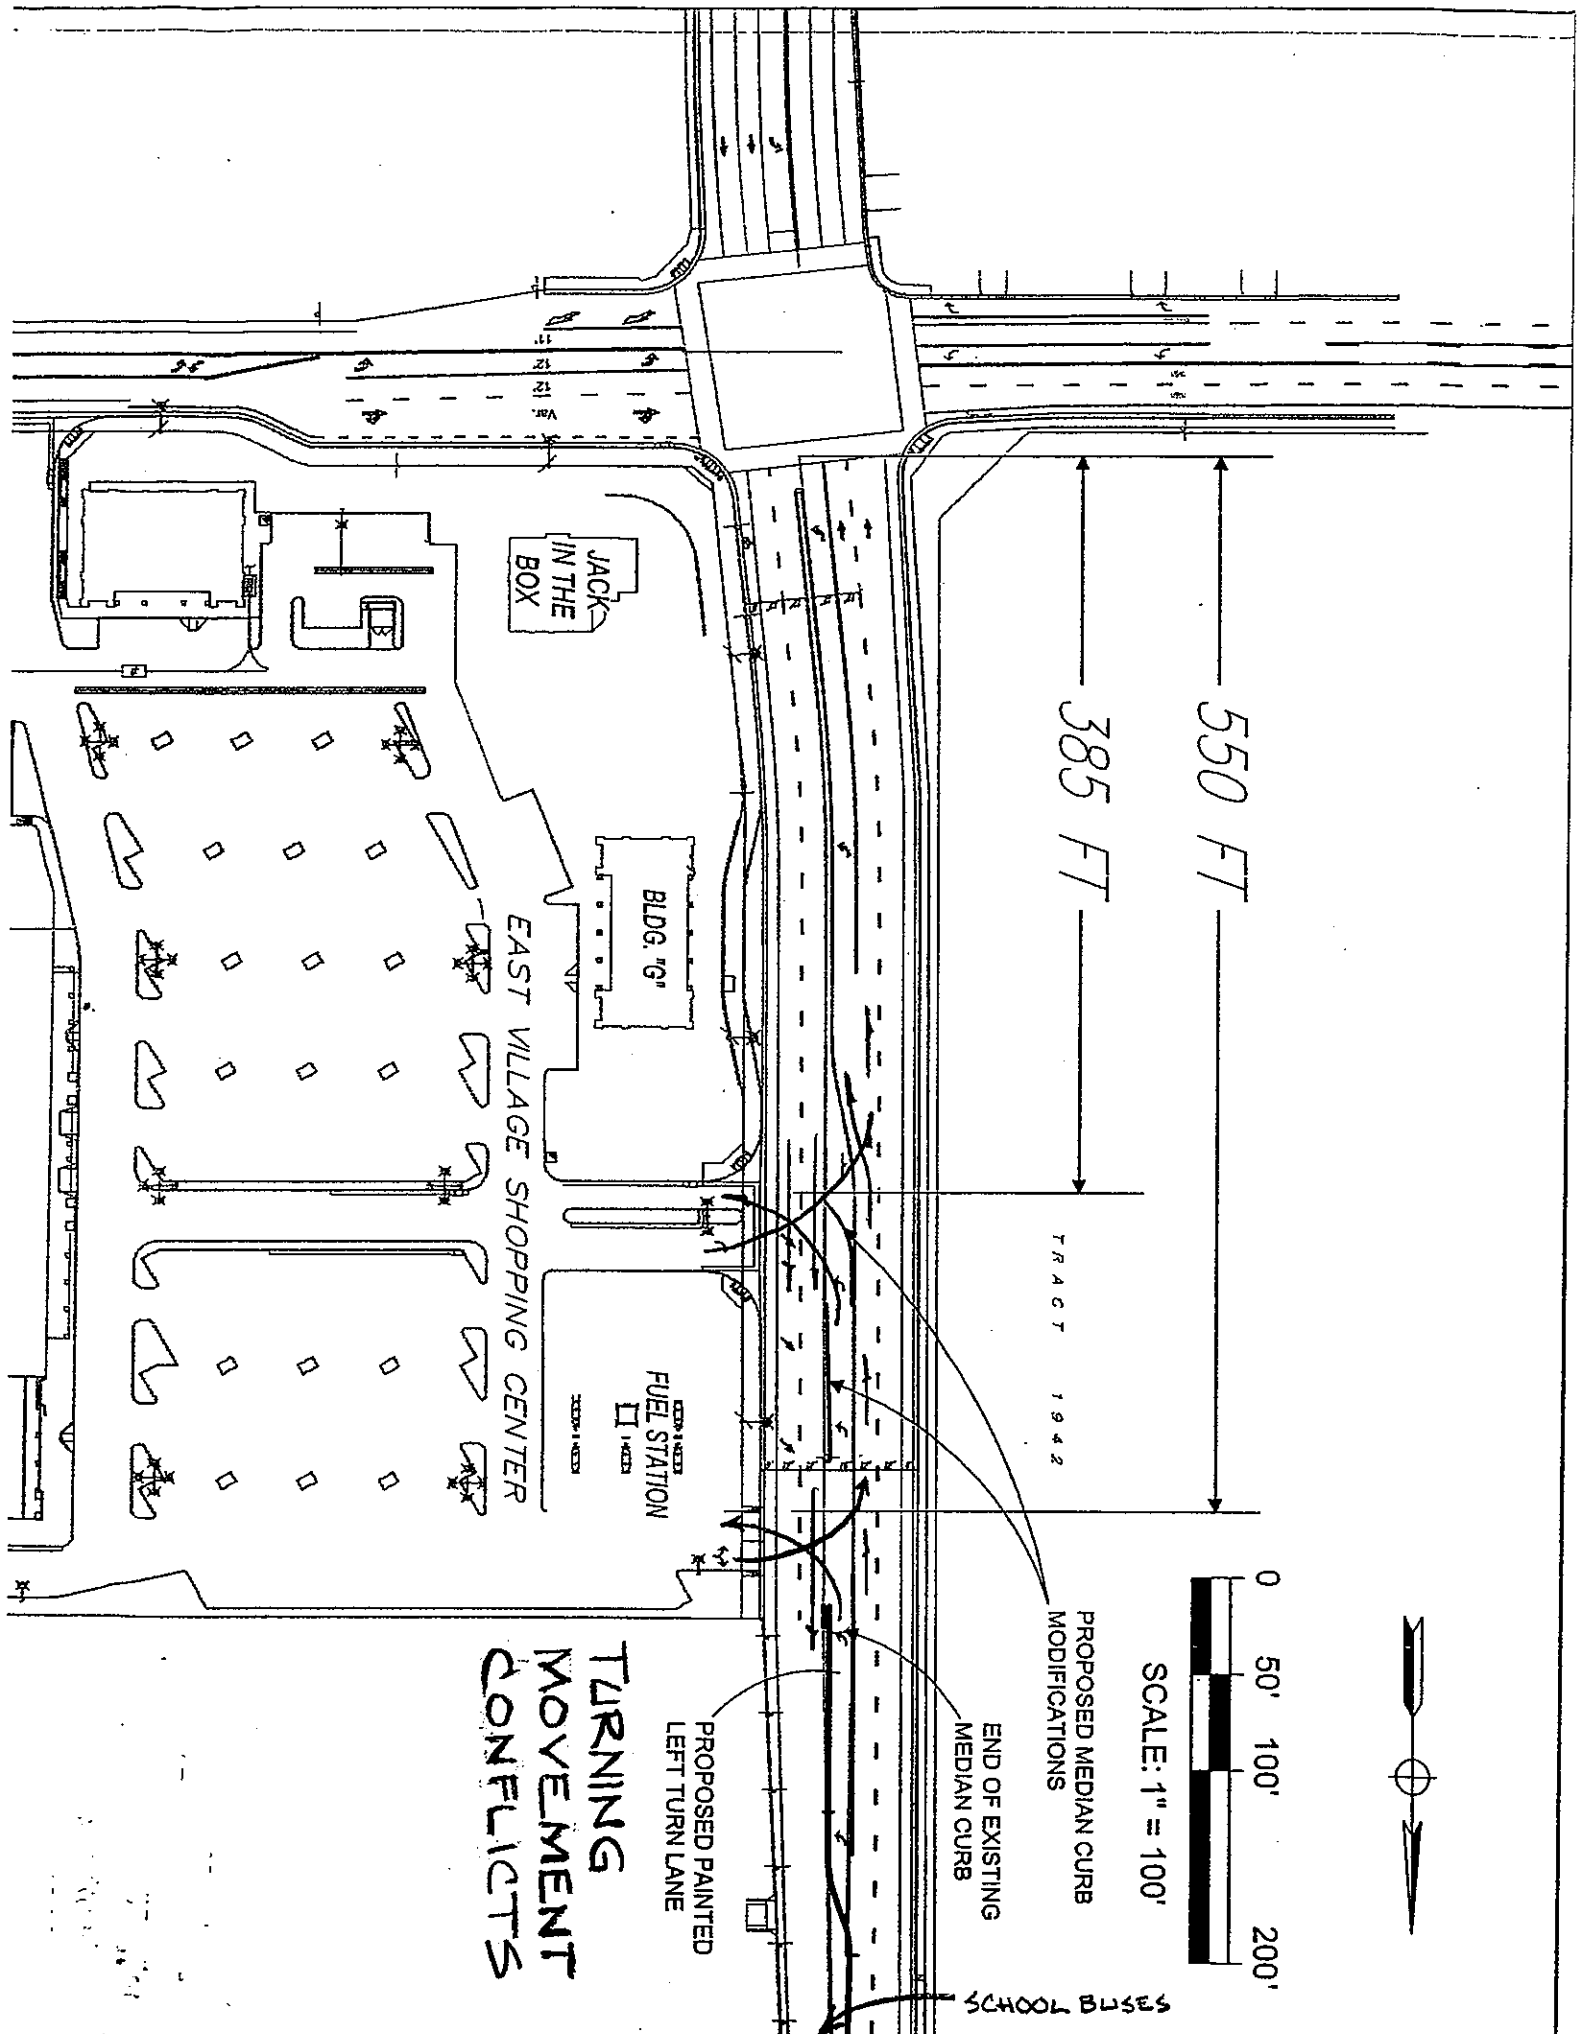 550 FT
385 FT
TRACT 1942
0 50' 100' 200'
SCALE: 1" = 100'
PROPOSED MEDIAN CURB
MODIFICATIONS
END OF EXISTING
MEDIAN CURB
PROPOSED PAINTED
LEFT TURN LANE
SCHOOL BUSES
JACK
IN THE
BOX
BLDG. "G"
FUEL STATION
EAST VILLAGE SHOPPING CENTER
11'
12'
12'
Var.
TURNING
MOVEMENT
CONFLICTS